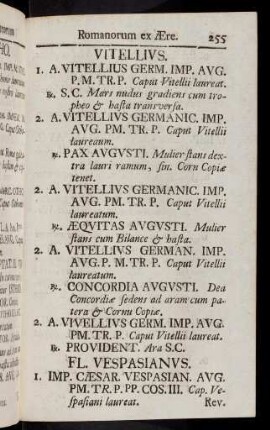 Romanorum ex Ære. 255
VITELLIVS.
1. A. VITELLIVS GERM. IMP. AVG.
P. M. TR. P. Caput Vitellii laureat.
℞. S. C. Mars nudus gradiens cum tro-
pheo & hasta transversa.
2. A. VITELLIVS GERMANIC. IMP.
AVG. PM. TR. P. Caput Vitellii
laureatum.
℞. PAX AVGVSTI. Mulier stans dex-
tra lauri ramum, sin. Corn Copiæ
tenet.
2. A. VITELLIVS GERMANIC. IMP.
AVG. PM. TR. P. Caput Vitellii
laureatum.
℞. ÆQVITAS AVGVSTI. Mulier
stans cum Bilance & hasta.
2. A. VITELLIVS GERMAN. IMP.
AVG. P. M. TR. P. Caput Vitellii
laureatum.
℞. CONCORDIA AVGVSTI. Dea
Concordiæ sedens ad aram cum pa-
tera & Cornu Copiæ.
2. A. VIVELLIVS GERM. IMP. AVG.
PM. TR. P. Caput Vitellii laureat.
℞. PROVIDENT. Ara S.C.
FL. VESPASIANVS.
1. IMP. CÆSAR. VESPASIAN. AVG.
PM. TR. P. PP. COS. III. Cap. Ve-
spasiani laureat. Rev.